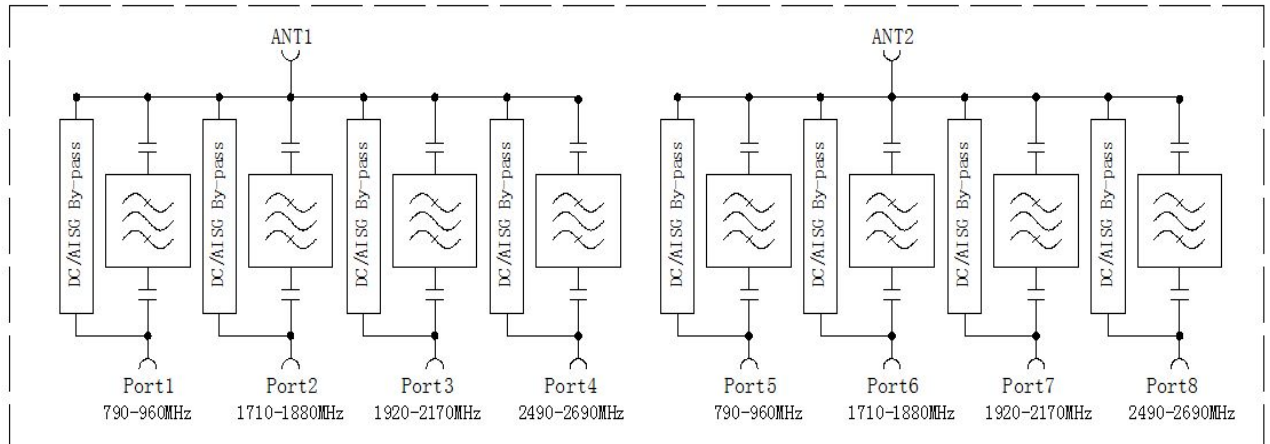 ANT1
ANT2
DC/AISG By-pass
DC/AISG By-pass
DC/AISG By-pass
DC/AISG By-pass
DC/AISG By-pass
DC/AISG By-pass
DC/AISG By-pass
DC/AISG By-pass
Port1
Port2
Port3
Port4
Port5
Port6
Port7
Port8
790-960MHz
1710-1880MHz
1920-2170MHz
2490-2690MHz
790-960MHz
1710-1880MHz
1920-2170MHz
2490-2690MHz